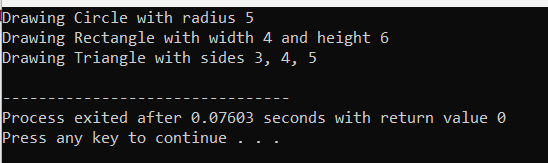 Drawing Circle with radius 5
Drawing Rectangle with width 4 and height 6
Drawing Triangle with sides 3, 4, 5
--------------------------------
Process exited after 0.07603 seconds with return value 0
Press any key to continue . . .